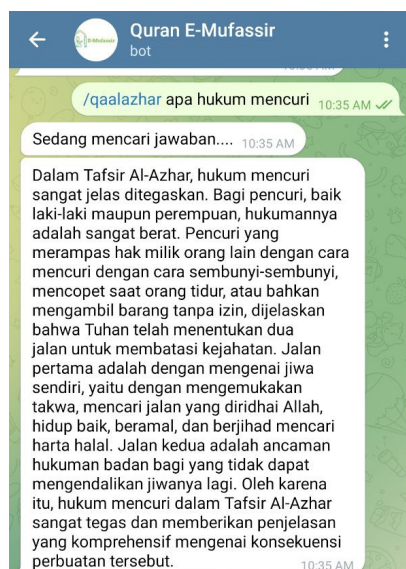 Quran E-Mufassir
bot
/qaalazhar apa hukum mencuri 10:35 AM
Sedang mencari jawaban.... 10:35 AM
Dalam Tafsir Al-Azhar, hukum mencuri
sangat jelas ditegaskan. Bagi pencuri, baik
laki-laki maupun perempuan, hukumannya
adalah sangat berat. Pencuri yang
merampas hak milik orang lain dengan cara
mencuri dengan cara sembunyi-sembunyi,
mencopet saat orang tidur, atau bahkan
mengambil barang tanpa izin, dijelaskan
bahwa Tuhan telah menentukan dua
jalan untuk membatasi kejahatan. Jalan
pertama adalah dengan mengenai jiwa
sendiri, yaitu dengan mengemukakan
takwa, mencari jalan yang diridhai Allah,
hidup baik, beramal, dan berjihad mencari
harta halal. Jalan kedua adalah ancaman
hukuman badan bagi yang tidak dapat
mengendalikan jiwanya lagi. Oleh karena
itu, hukum mencuri dalam Tafsir Al-Azhar
sangat tegas dan memberikan penjelasan
yang komprehensif mengenai konsekuensi
perbuatan tersebut. 10:35 AM